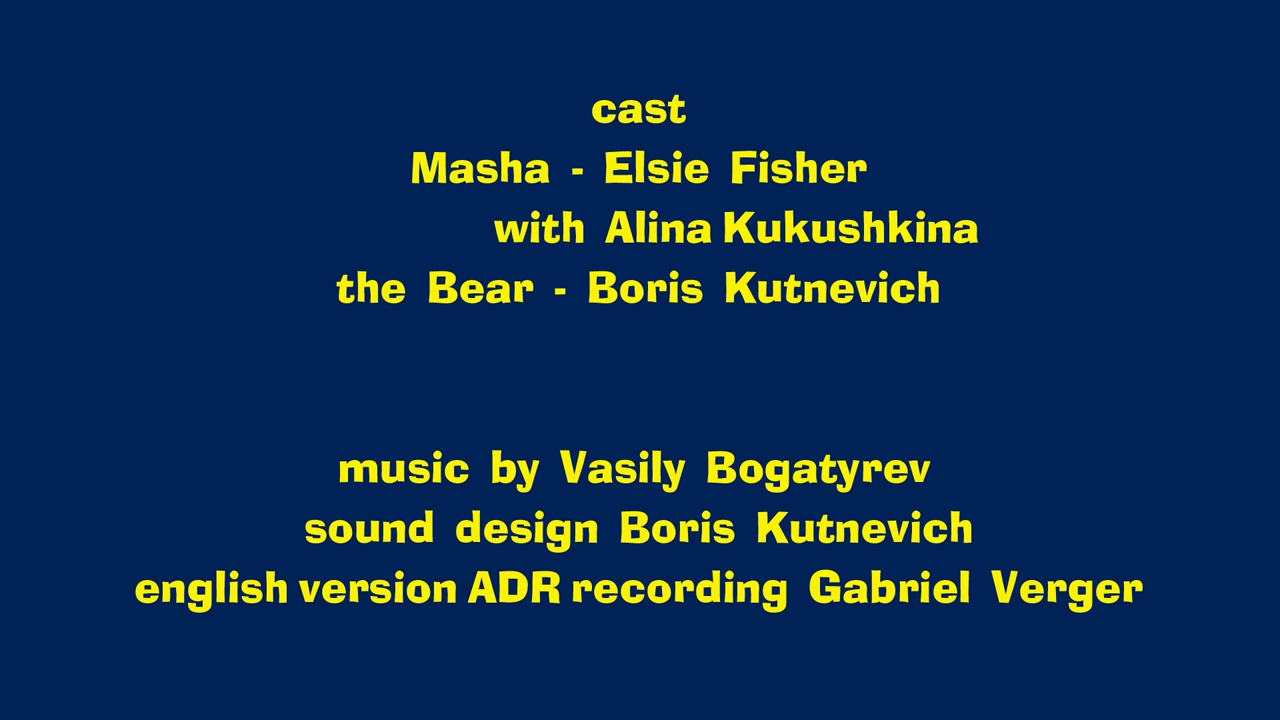 cast
Masha - Elsie Fisher
with Alina Kukushkina
the Bear - Boris Kutnevich
music by Vasily Bogatyrev
sound design Boris Kutnevich
english version ADR recording Gabriel Verger